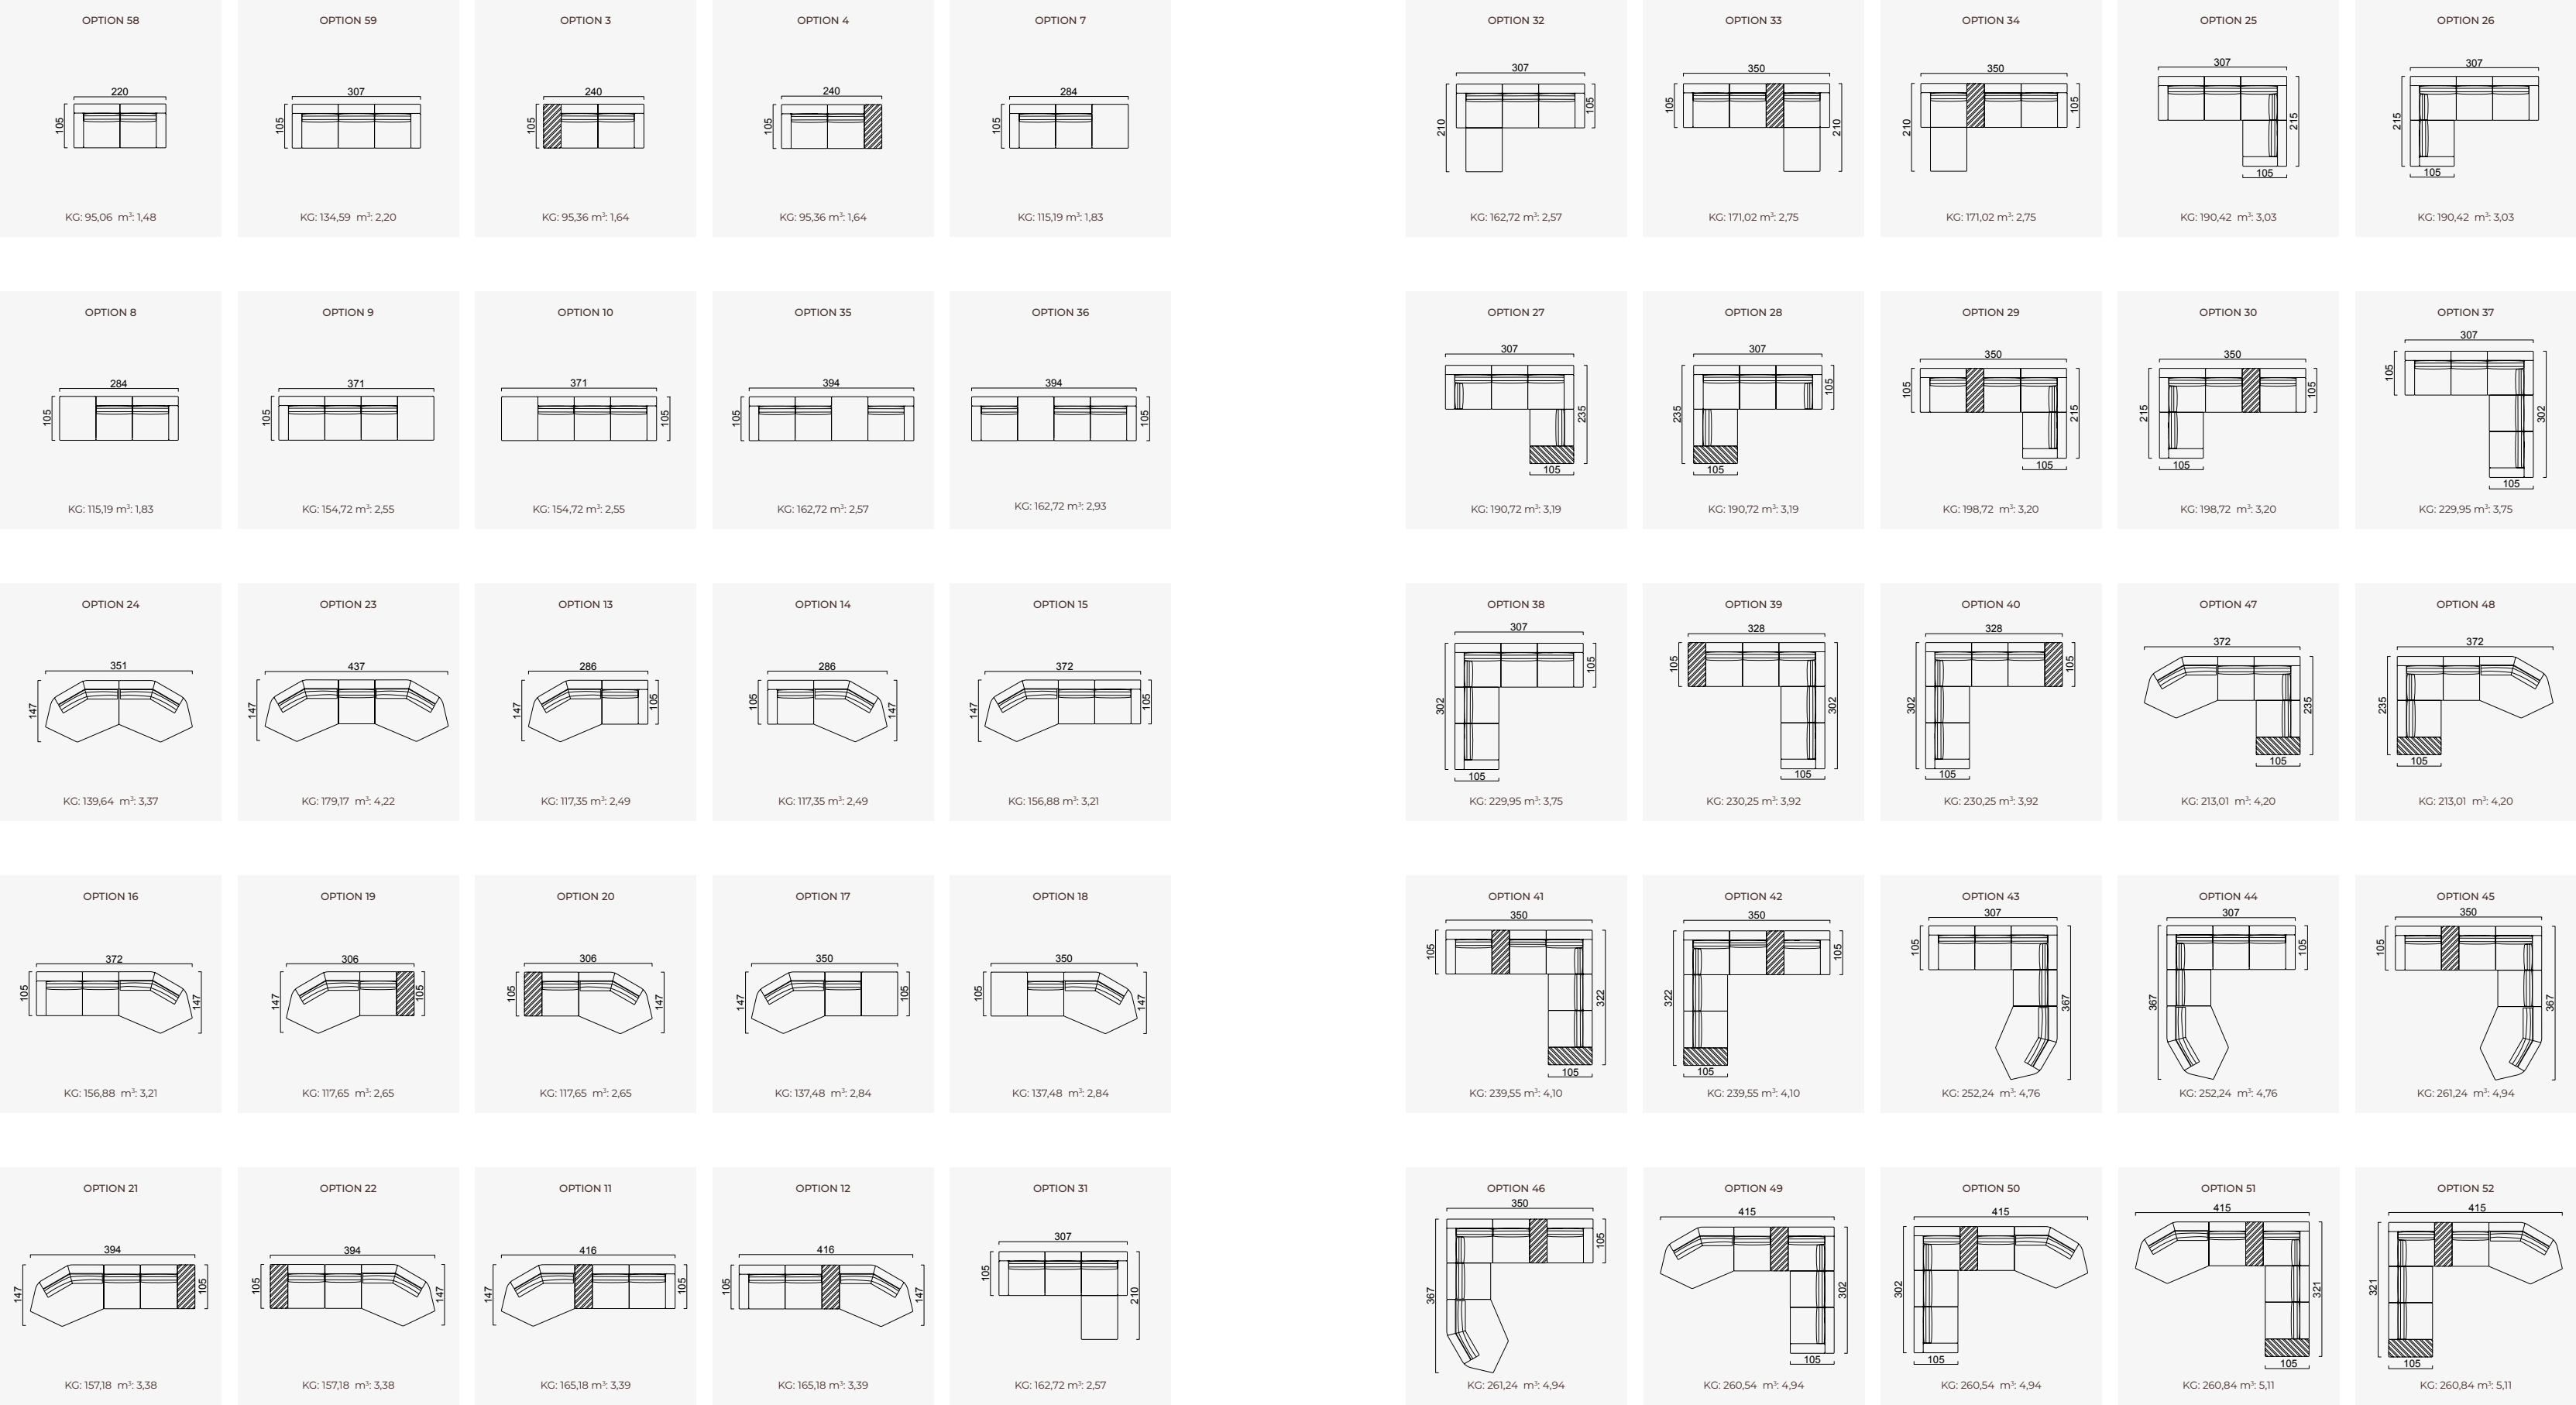 OPTION 58
220
105
KG: 95,06 m³: 1,48
OPTION 59
307
105
KG: 134,59 m³: 2,20
OPTION 3
240
105
KG: 95,36 m³: 1,64
OPTION 4
240
105
KG: 95,36 m³: 1,64
OPTION 7
284
105
KG: 115,19 m³: 1,83
OPTION 32
307
105
210
KG: 162,72 m³: 2,57
OPTION 33
350
105
210
KG: 171,02 m³: 2,75
OPTION 34
350
105
210
KG: 171,02 m³: 2,75
OPTION 25
307
215
105
KG: 190,42 m³: 3,03
OPTION 26
307
215
105
KG: 190,42 m³: 3,03
OPTION 8
284
105
KG: 115,19 m³: 1,83
OPTION 9
371
105
KG: 154,72 m³: 2,55
OPTION 10
371
105
KG: 154,72 m³: 2,55
OPTION 35
394
105
KG: 162,72 m³: 2,57
OPTION 36
394
105
KG: 162,72 m³: 2,93
OPTION 27
307
235
105
KG: 190,72 m³: 3,19
OPTION 28
307
105
235
105
KG: 190,72 m³: 3,19
OPTION 29
350
105
215
105
KG: 198,72 m³: 3,20
OPTION 30
350
105
215
105
KG: 198,72 m³: 3,20
OPTION 37
307
105
302
105
KG: 229,95 m³: 3,75
OPTION 24
351
147
KG: 139,64 m³: 3,37
OPTION 23
437
147
KG: 179,17 m³: 4,22
OPTION 13
286
147
105
KG: 117,35 m³: 2,49
OPTION 14
286
105
147
KG: 117,35 m³: 2,49
OPTION 15
372
147
105
KG: 156,88 m³: 3,21
OPTION 38
307
105
302
105
KG: 229,95 m³: 3,75
OPTION 39
328
105
302
105
KG: 230,25 m³: 3,92
OPTION 40
328
105
302
105
KG: 230,25 m³: 3,92
OPTION 47
372
235
105
KG: 213,01 m³: 4,20
OPTION 48
372
235
105
KG: 213,01 m³: 4,20
OPTION 16
372
105
147
KG: 156,88 m³: 3,21
OPTION 19
306
147
105
KG: 117,65 m³: 2,65
OPTION 20
306
105
147
KG: 117,65 m³: 2,65
OPTION 17
350
147
105
KG: 137,48 m³: 2,84
OPTION 18
350
105
147
KG: 137,48 m³: 2,84
OPTION 41
350
105
322
105
KG: 239,55 m³: 4,10
OPTION 42
350
105
322
105
KG: 239,55 m³: 4,10
OPTION 43
307
105
367
KG: 252,24 m³: 4,76
OPTION 44
307
105
367
KG: 252,24 m³: 4,76
OPTION 45
350
105
367
KG: 261,24 m³: 4,94
OPTION 21
394
147
105
KG: 157,18 m³: 3,38
OPTION 22
394
105
147
KG: 157,18 m³: 3,38
OPTION 11
416
147
105
KG: 165,18 m³: 3,39
OPTION 12
416
105
147
KG: 165,18 m³: 3,39
OPTION 31
307
105
210
KG: 162,72 m³: 2,57
OPTION 46
350
105
367
KG: 261,24 m³: 4,94
OPTION 49
415
302
105
KG: 260,54 m³: 4,94
OPTION 50
415
302
105
KG: 260,54 m³: 4,94
OPTION 51
415
321
105
KG: 260,84 m³: 5,11
OPTION 52
415
321
105
KG: 260,84 m³: 5,11